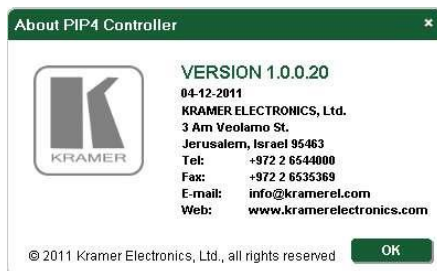 About PIP4 Controller ×
KRAMER
VERSION 1.0.0.20
04-12-2011
KRAMER ELECTRONICS, Ltd.
3 Am Veolamo St.
Jerusalem, Israel 95463
Tel: +972 2 6544000
Fax: +972 2 6535369
E-mail: info@kramerel.com
Web: www.kramerelectronics.com
© 2011 Kramer Electronics, Ltd., all rights reserved
OK